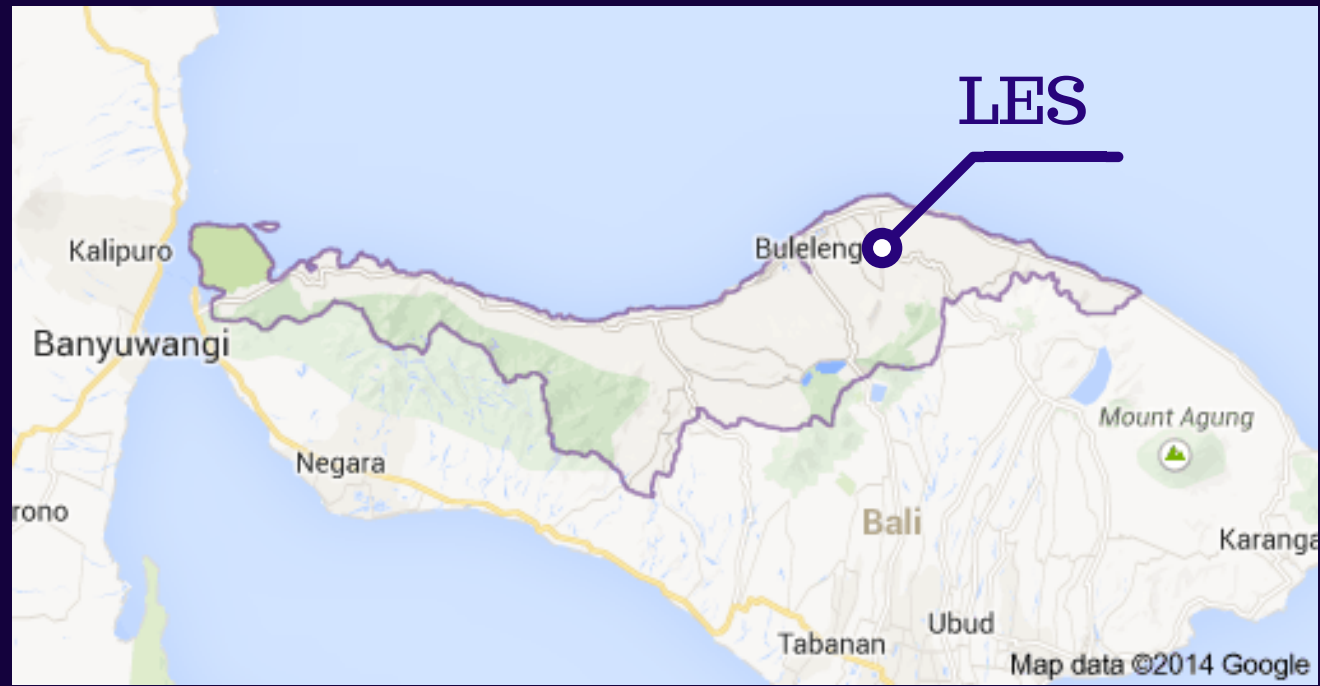 LES
Kalipuro
Buleleng
Banyuwangi
Mount Agung
Negara
rono
Bali
Karanga
Ubud
Tabanan
Map data ©2014 Google